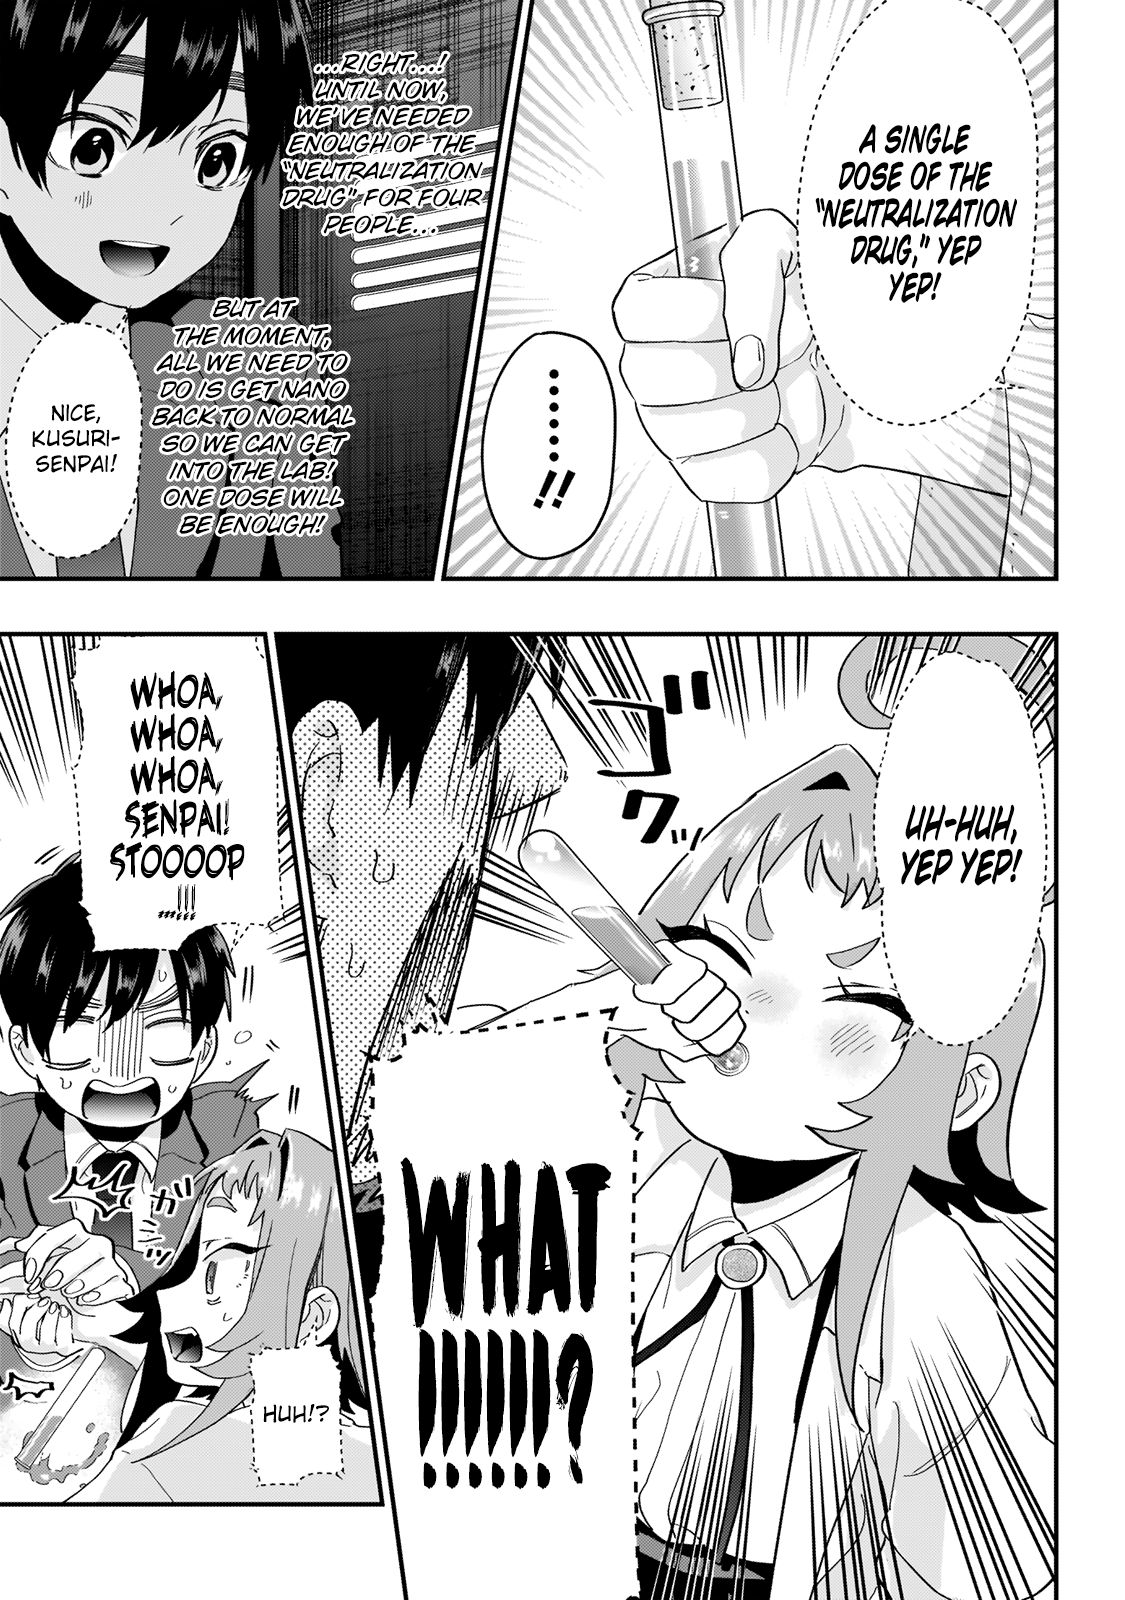 A SINGLE
DOSE OF THE
"NEUTRALIZATION
DRUG," YEP
YEP!
........!!
...RIGHT...!
UNTIL NOW,
WE'VE NEEDED
ENOUGH OF THE
"NEUTRALIZATION
DRUG" FOR FOUR
PEOPLE...
BUT AT
THE MOMENT,
ALL WE NEED TO
DO IS GET NANO
BACK TO NORMAL
SO WE CAN GET
INTO THE LAB!
ONE DOSE WILL
BE ENOUGH!
NICE,
KUSURI-
SENPAI!
UH-HUH,
YEP YEP!
ゴクッ
WHAT
!!!!!!!?
WHOA,
WHOA,
WHOA,
SENPAI!
STOOOOP
...!!!
ガシッ
HUH!?